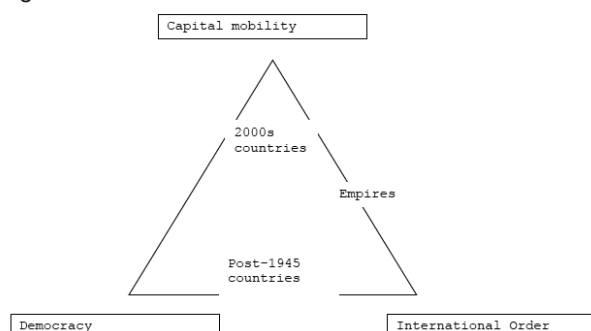 Capital mobility
2000s
countries
Empires
Post-1945
countries
Democracy
International Order